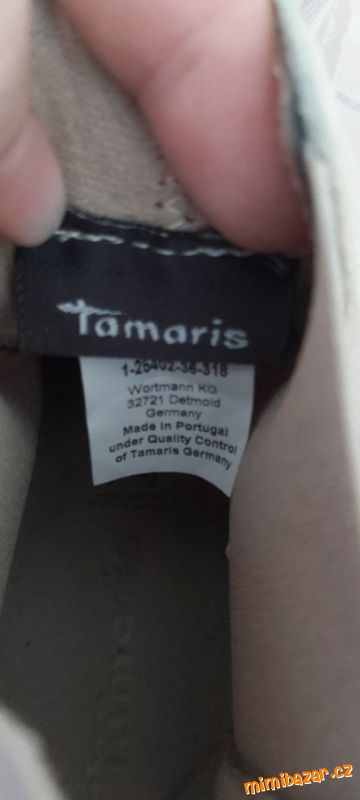 Tamaris
1-25402-36-318
Wortmann KG
32721 Detmold
Germany
Made in Portugal
under Quality Control
of Tamaris Germany
mimibazar.cz